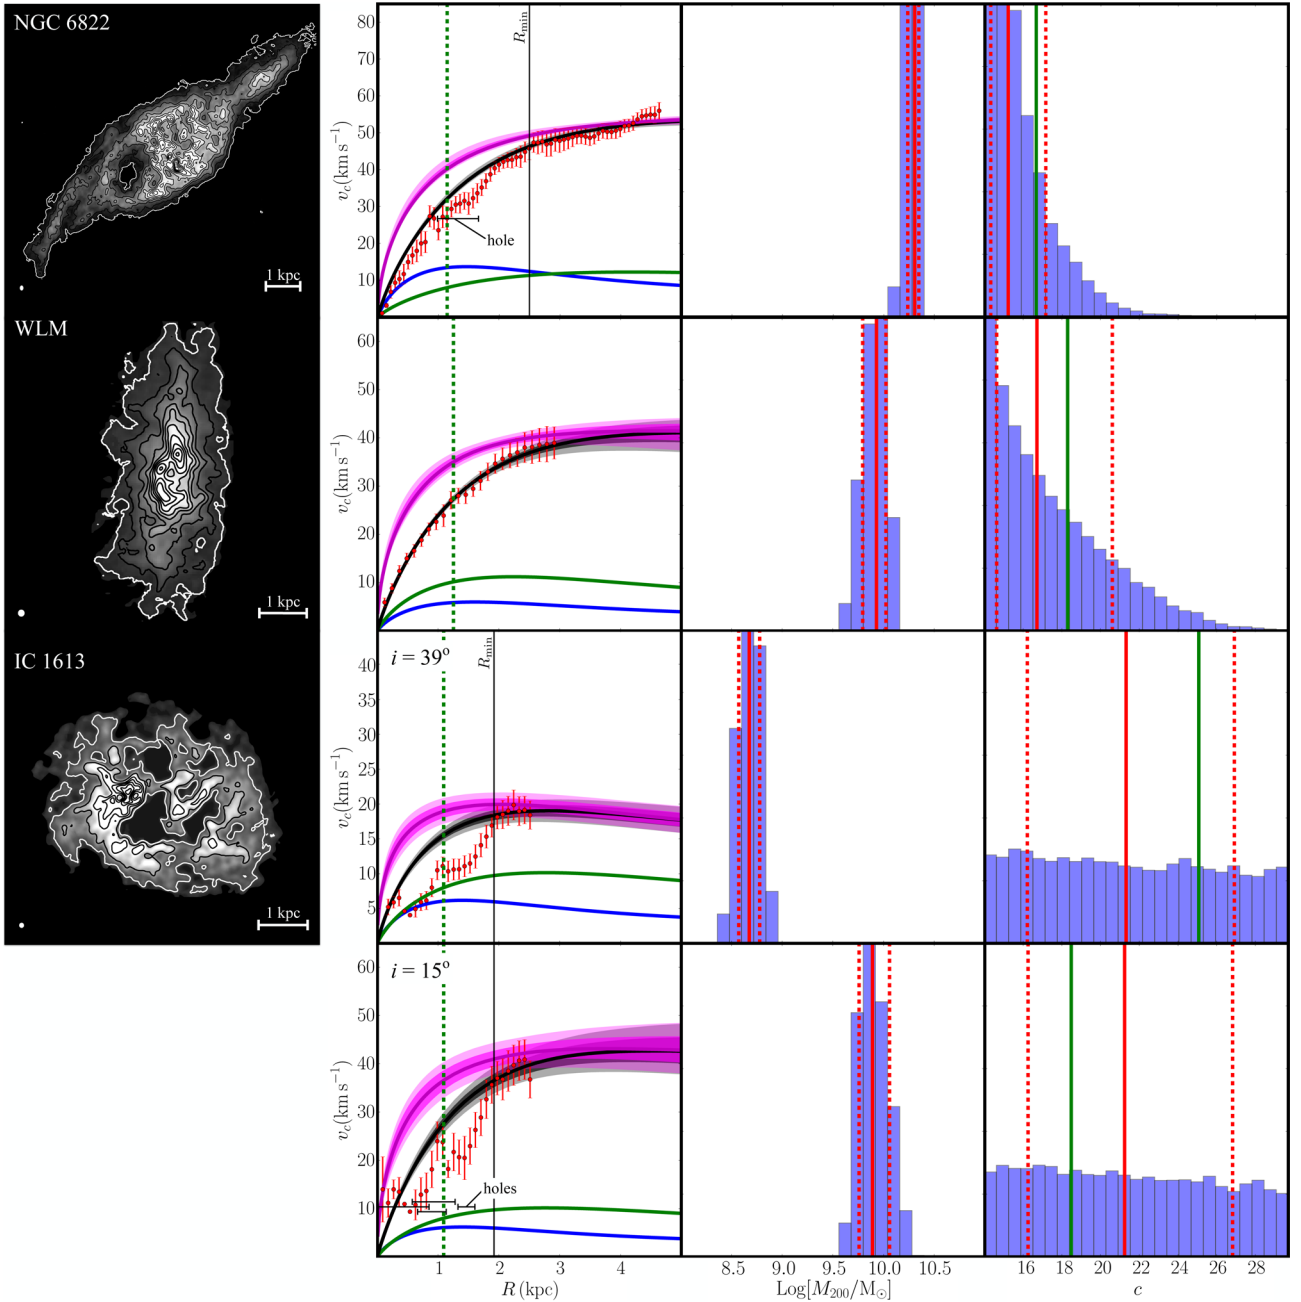 NGC 6822
1 kpc
WLM
1 kpc
IC 1613
1 kpc
80
70
60
50
40
30
20
10
v_c(km s⁻¹)
R_min
hole
60
50
40
30
20
10
v_c(km s⁻¹)
i = 39°
R_min
40
35
30
25
20
15
10
5
v_c(km s⁻¹)
i = 15°
60
50
40
30
20
10
v_c(km s⁻¹)
holes
1 2 3 4
R (kpc)
8.5 9.0 9.5 10.0 10.5
Log[M₂₀₀/M☉]
16 18 20 22 24 26 28
c